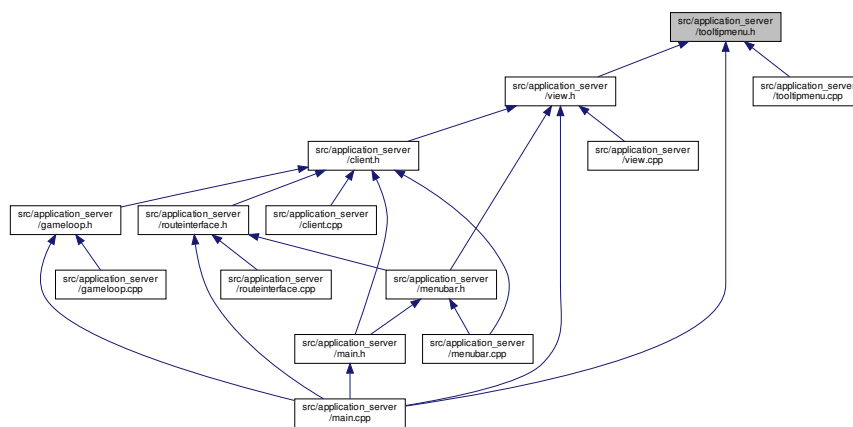 src/application_server
/tooltipmenu.h
src/application_server
/view.h
src/application_server
/tooltipmenu.cpp
src/application_server
/client.h
src/application_server
/view.cpp
src/application_server
/gameloop.h
src/application_server
/routeinterface.h
src/application_server
/client.cpp
src/application_server
/gameloop.cpp
src/application_server
/routeinterface.cpp
src/application_server
/menubar.h
src/application_server
/main.h
src/application_server
/menubar.cpp
src/application_server
/main.cpp